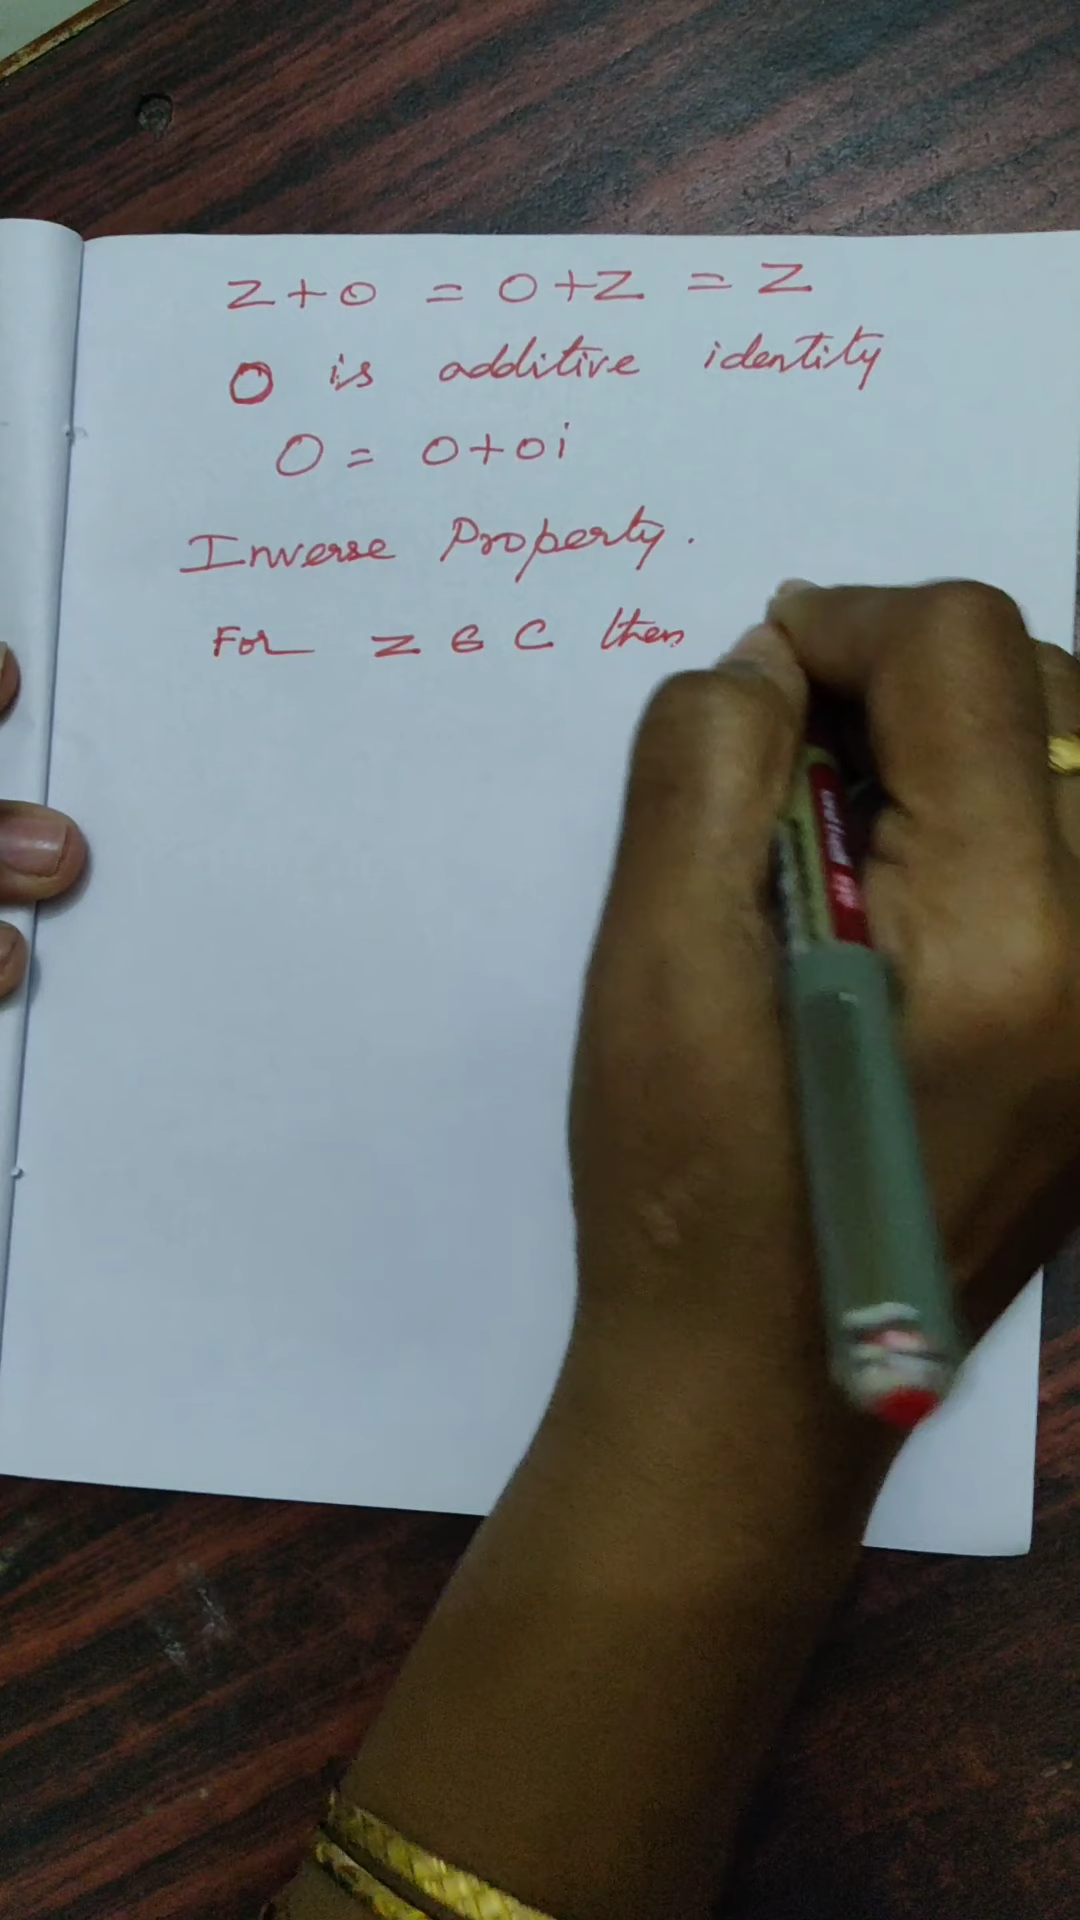 Z+0 = 0+Z = Z
0 is additive identity
0 = 0+0i
Inverse Property.
For Z ∈ C then